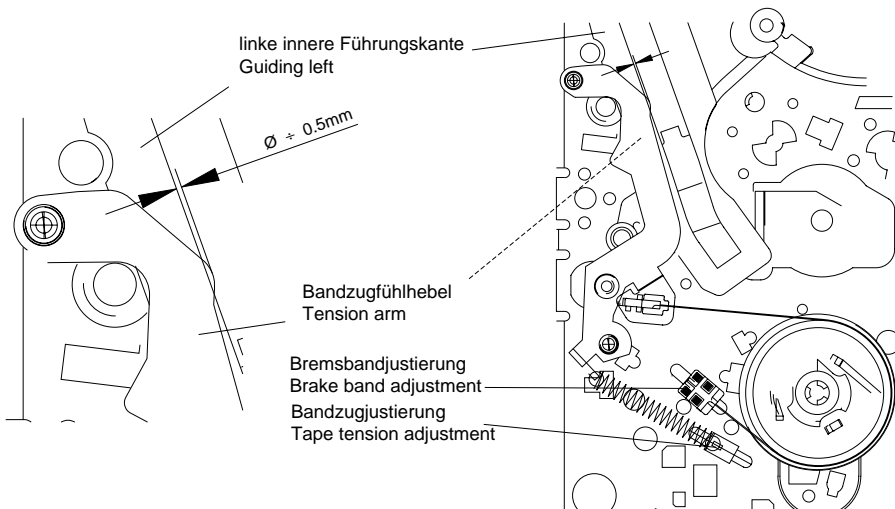 linke innere Führungskante
Guiding left
Ø ÷ 0.5mm
Bandzugfühlhebel
Tension arm
Bremsbandjustierung
Brake band adjustment
Bandzugjustierung
Tape tension adjustment